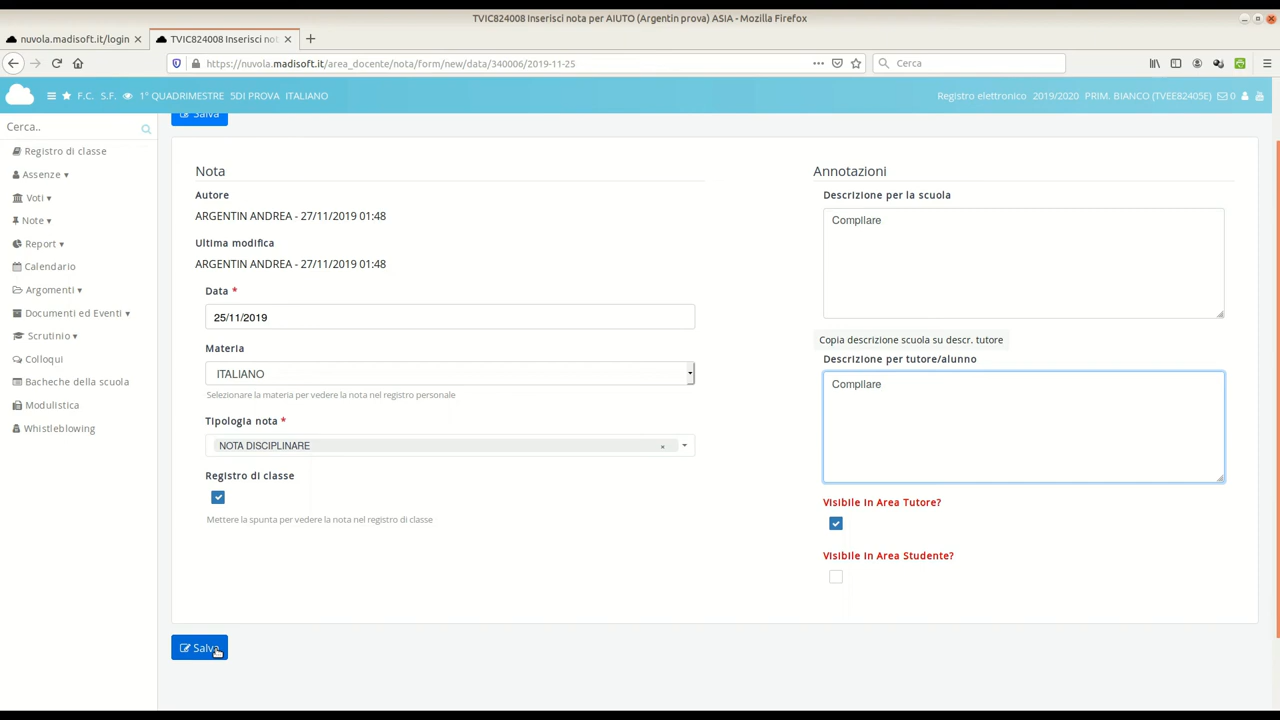 TVIC824008 Inserisci nota per AIUTO (Argentin prova) ASIA - Mozilla Firefox
nuvola.madisoft.it/login
TVIC824008 Inserisci not
https://nuvola.madisoft.it/area_docente/nota/form/new/data/340006/2019-11-25
Cerca
F.C. S.F. 1° QUADRIMESTRE 5DI PROVA ITALIANO
Registro elettronico 2019/2020 PRIM. BIANCO (TVEE82405E) 0
Cerca..
Registro di classe
Assenze
Voti
Note
Report
Calendario
Argomenti
Documenti ed Eventi
Scrutinio
Colloqui
Bacheche della scuola
Modulistica
Whistleblowing
Salva
Nota
Autore
ARGENTIN ANDREA - 27/11/2019 01:48
Ultima modifica
ARGENTIN ANDREA - 27/11/2019 01:48
Data *
25/11/2019
Materia
ITALIANO
Selezionare la materia per vedere la nota nel registro personale
Tipologia nota *
NOTA DISCIPLINARE ×
Registro di classe
Mettere la spunta per vedere la nota nel registro di classe
Annotazioni
Descrizione per la scuola
Compilare
Copia descrizione scuola su descr. tutore
Descrizione per tutore/alunno
Compilare
Visibile In Area Tutore?
Visibile In Area Studente?
Salva